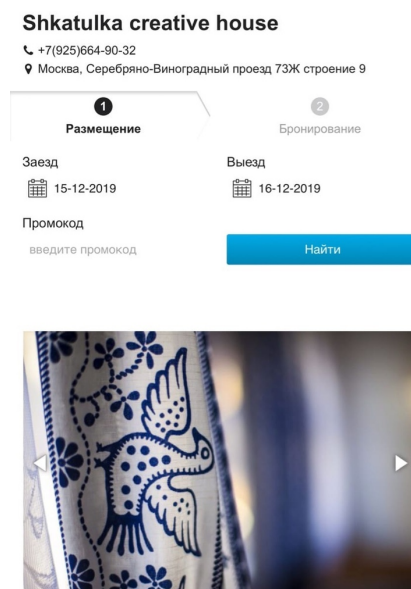 Shkatulka creative house
+7(925)664-90-32
Москва, Серебряно-Виноградный проезд 73Ж строение 9
1 2
Размещение Бронирование
Заезд Выезд
15-12-2019 16-12-2019
Промокод
введите промокод Найти